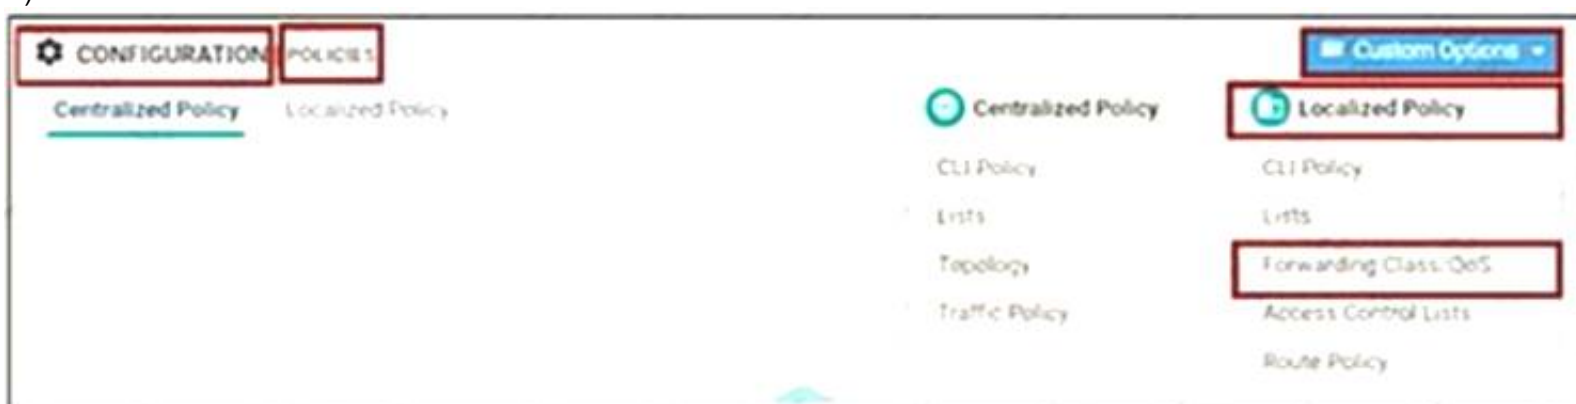 CONFIGURATION POLICIES Custom Options
Centralized Policy Localized Policy Centralized Policy Localized Policy
CLI Policy CLI Policy
Lists Lists
Topology Forwarding Class/QoS
Traffic Policy Access Control Lists
Route Policy